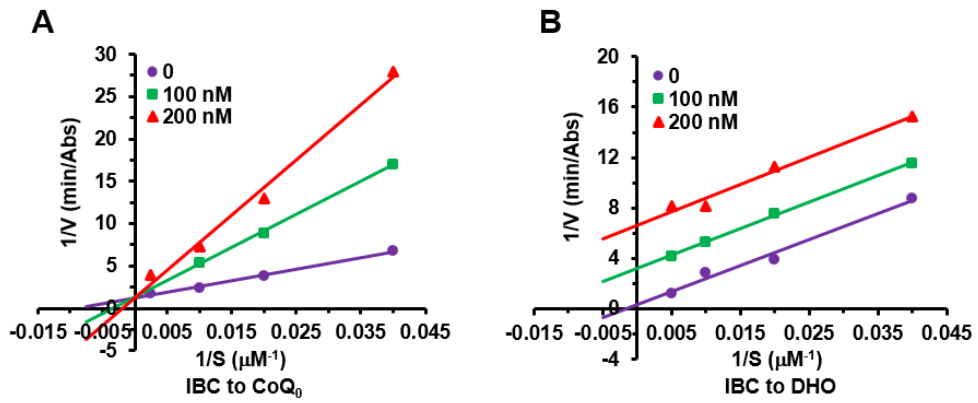 A
30
25
20
15
10
5
0
-5
1/V (min/Abs)
0
100 nM
200 nM
-0.015 -0.005 0.005 0.015 0.025 0.035 0.045
1/S (μM⁻¹)
IBC to CoQ₀
B
20
16
12
8
4
0
-4
1/V (min/Abs)
0
100 nM
200 nM
-0.015 -0.005 0.005 0.015 0.025 0.035 0.045
1/S (μM⁻¹)
IBC to DHO